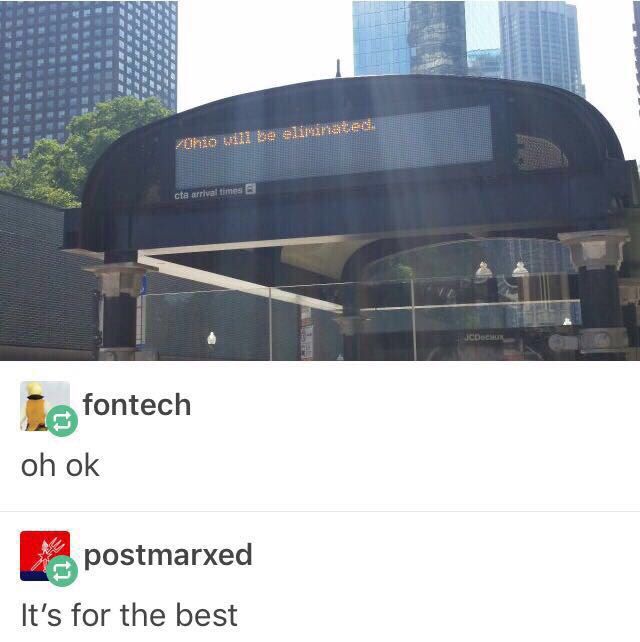 /Ohio will be eliminated.
cta arrival times
JCDecaux
fontech
oh ok
postmarxed
It's for the best